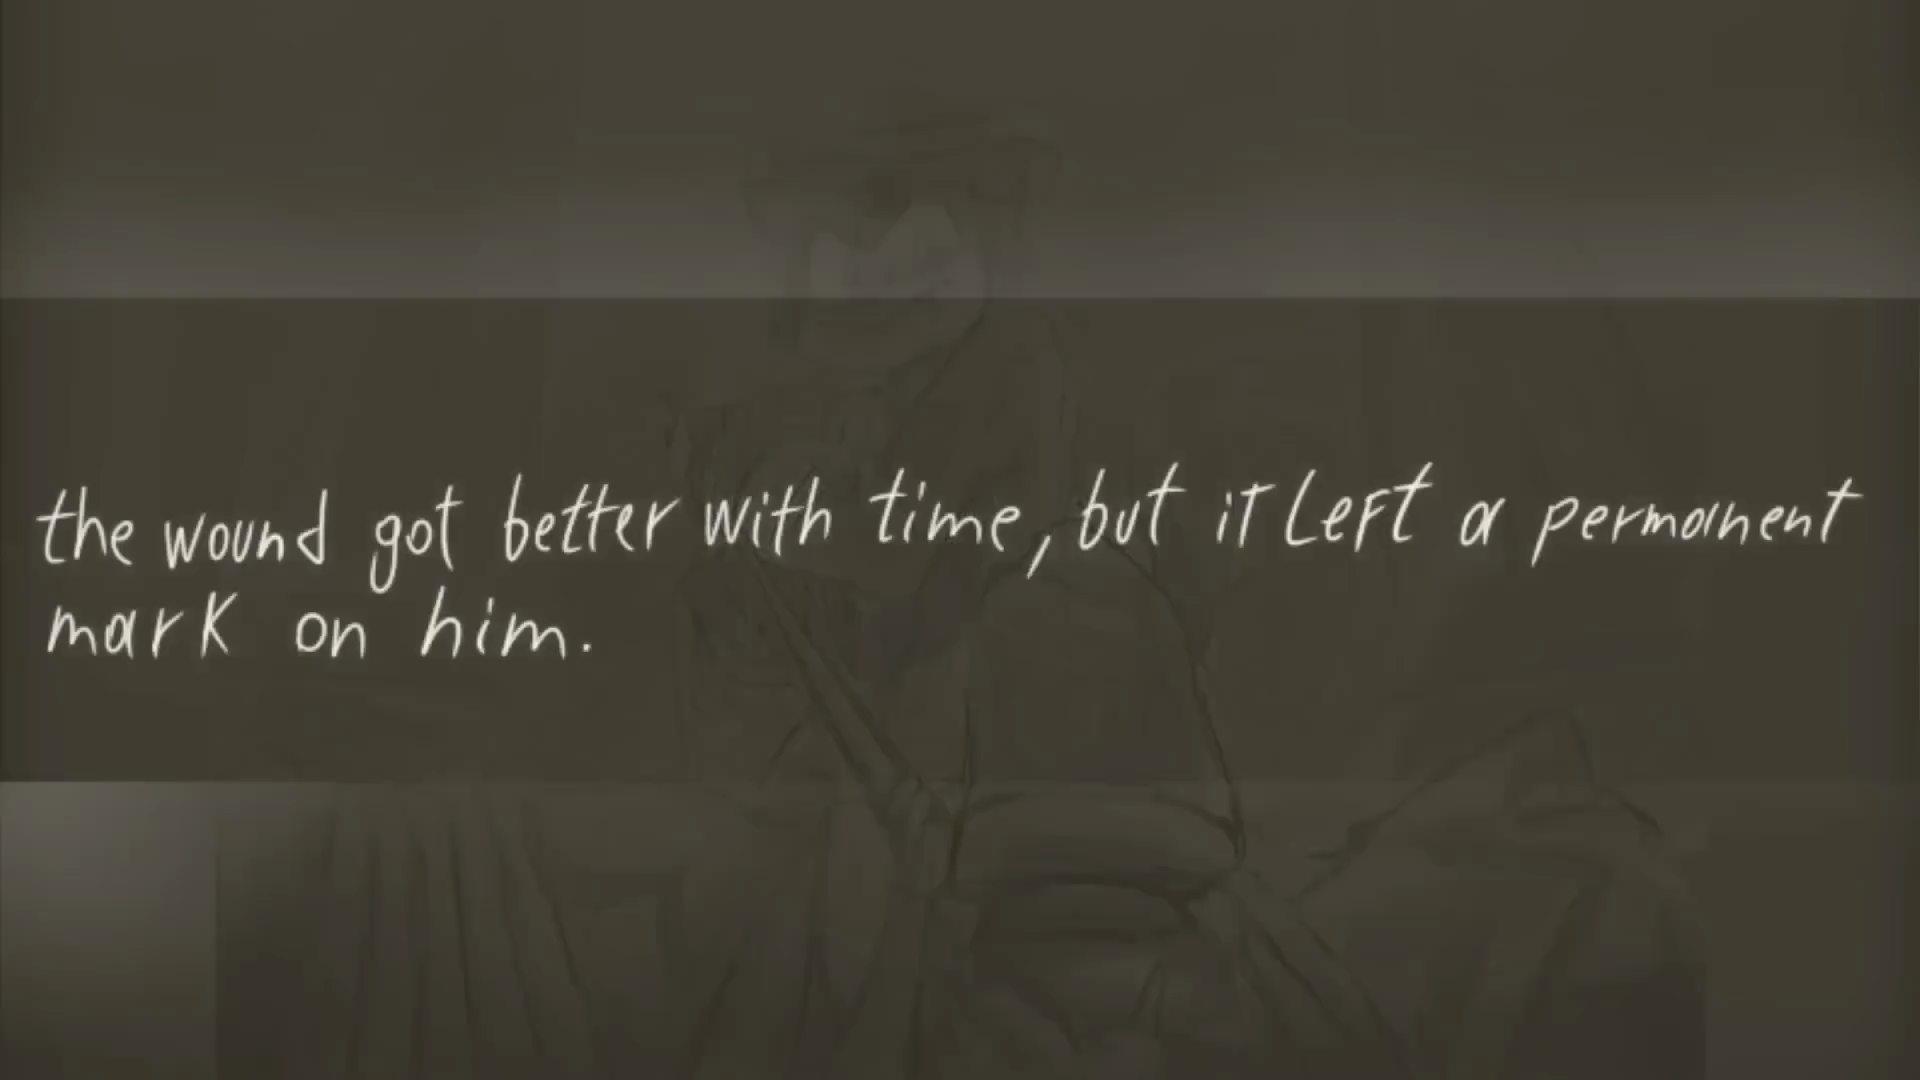 the wound got better with time, but it Left a permanent
mark on him.